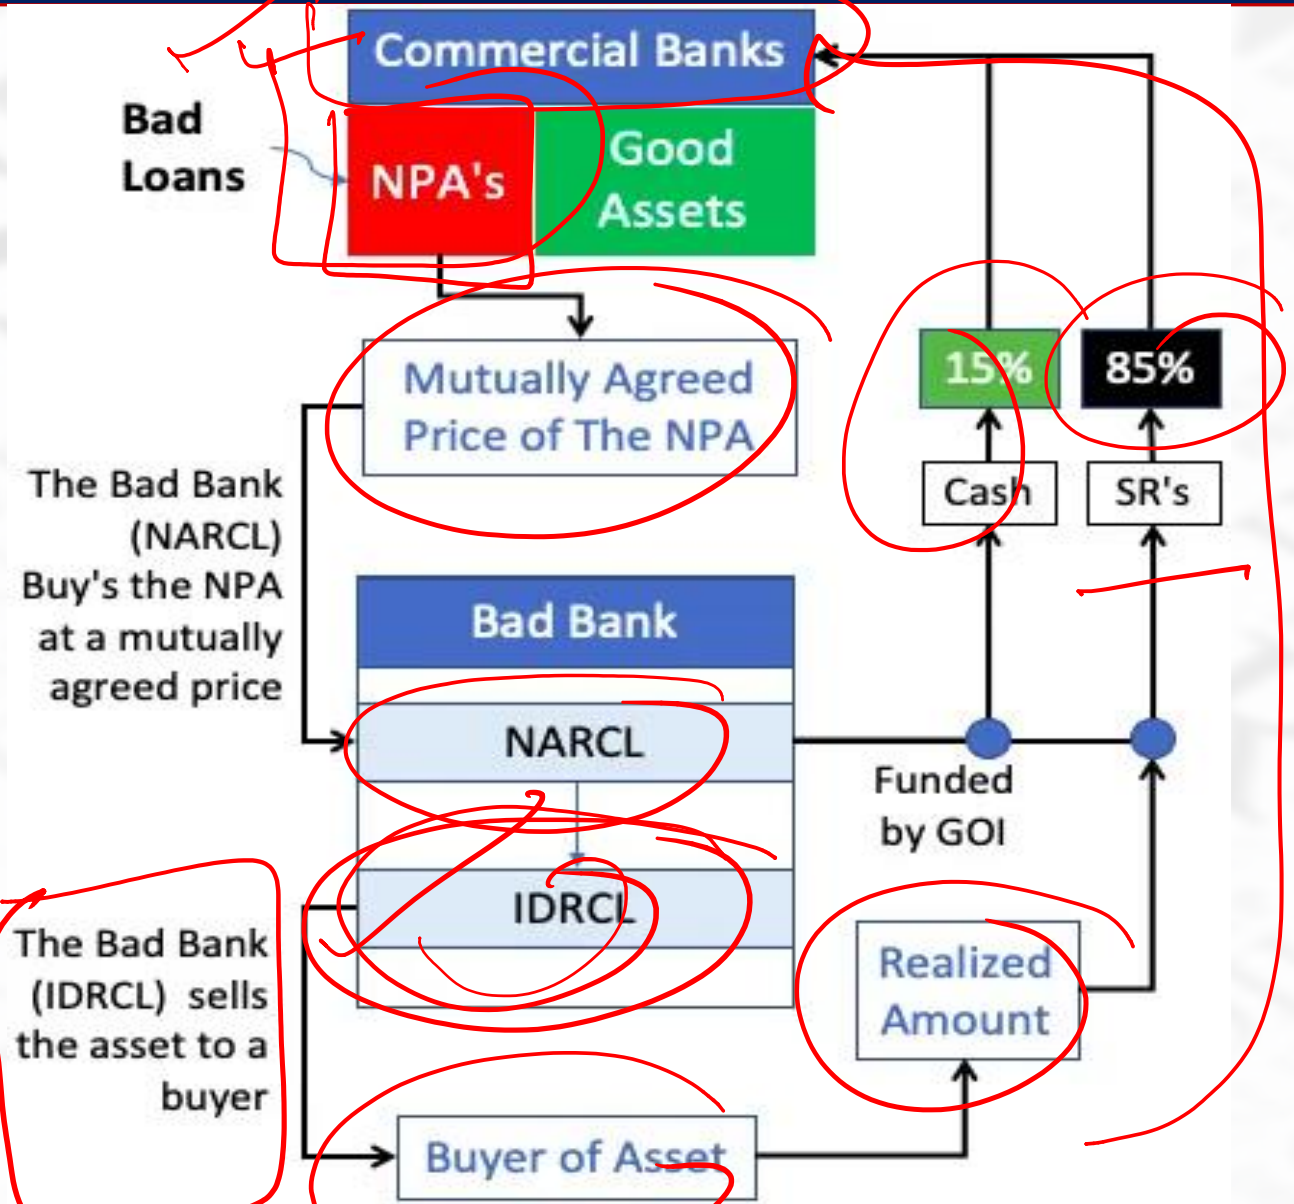 Commercial Banks
Bad
Loans
NPA's
Good
Assets
Mutually Agreed
Price of The NPA
15%
85%
Cash
SR's
The Bad Bank
(NARCL)
Buy's the NPA
at a mutually
agreed price
Bad Bank
NARCL
IDRCL
Funded
by GOI
The Bad Bank
(IDRCL) sells
the asset to a
buyer
Realized
Amount
Buyer of Asset